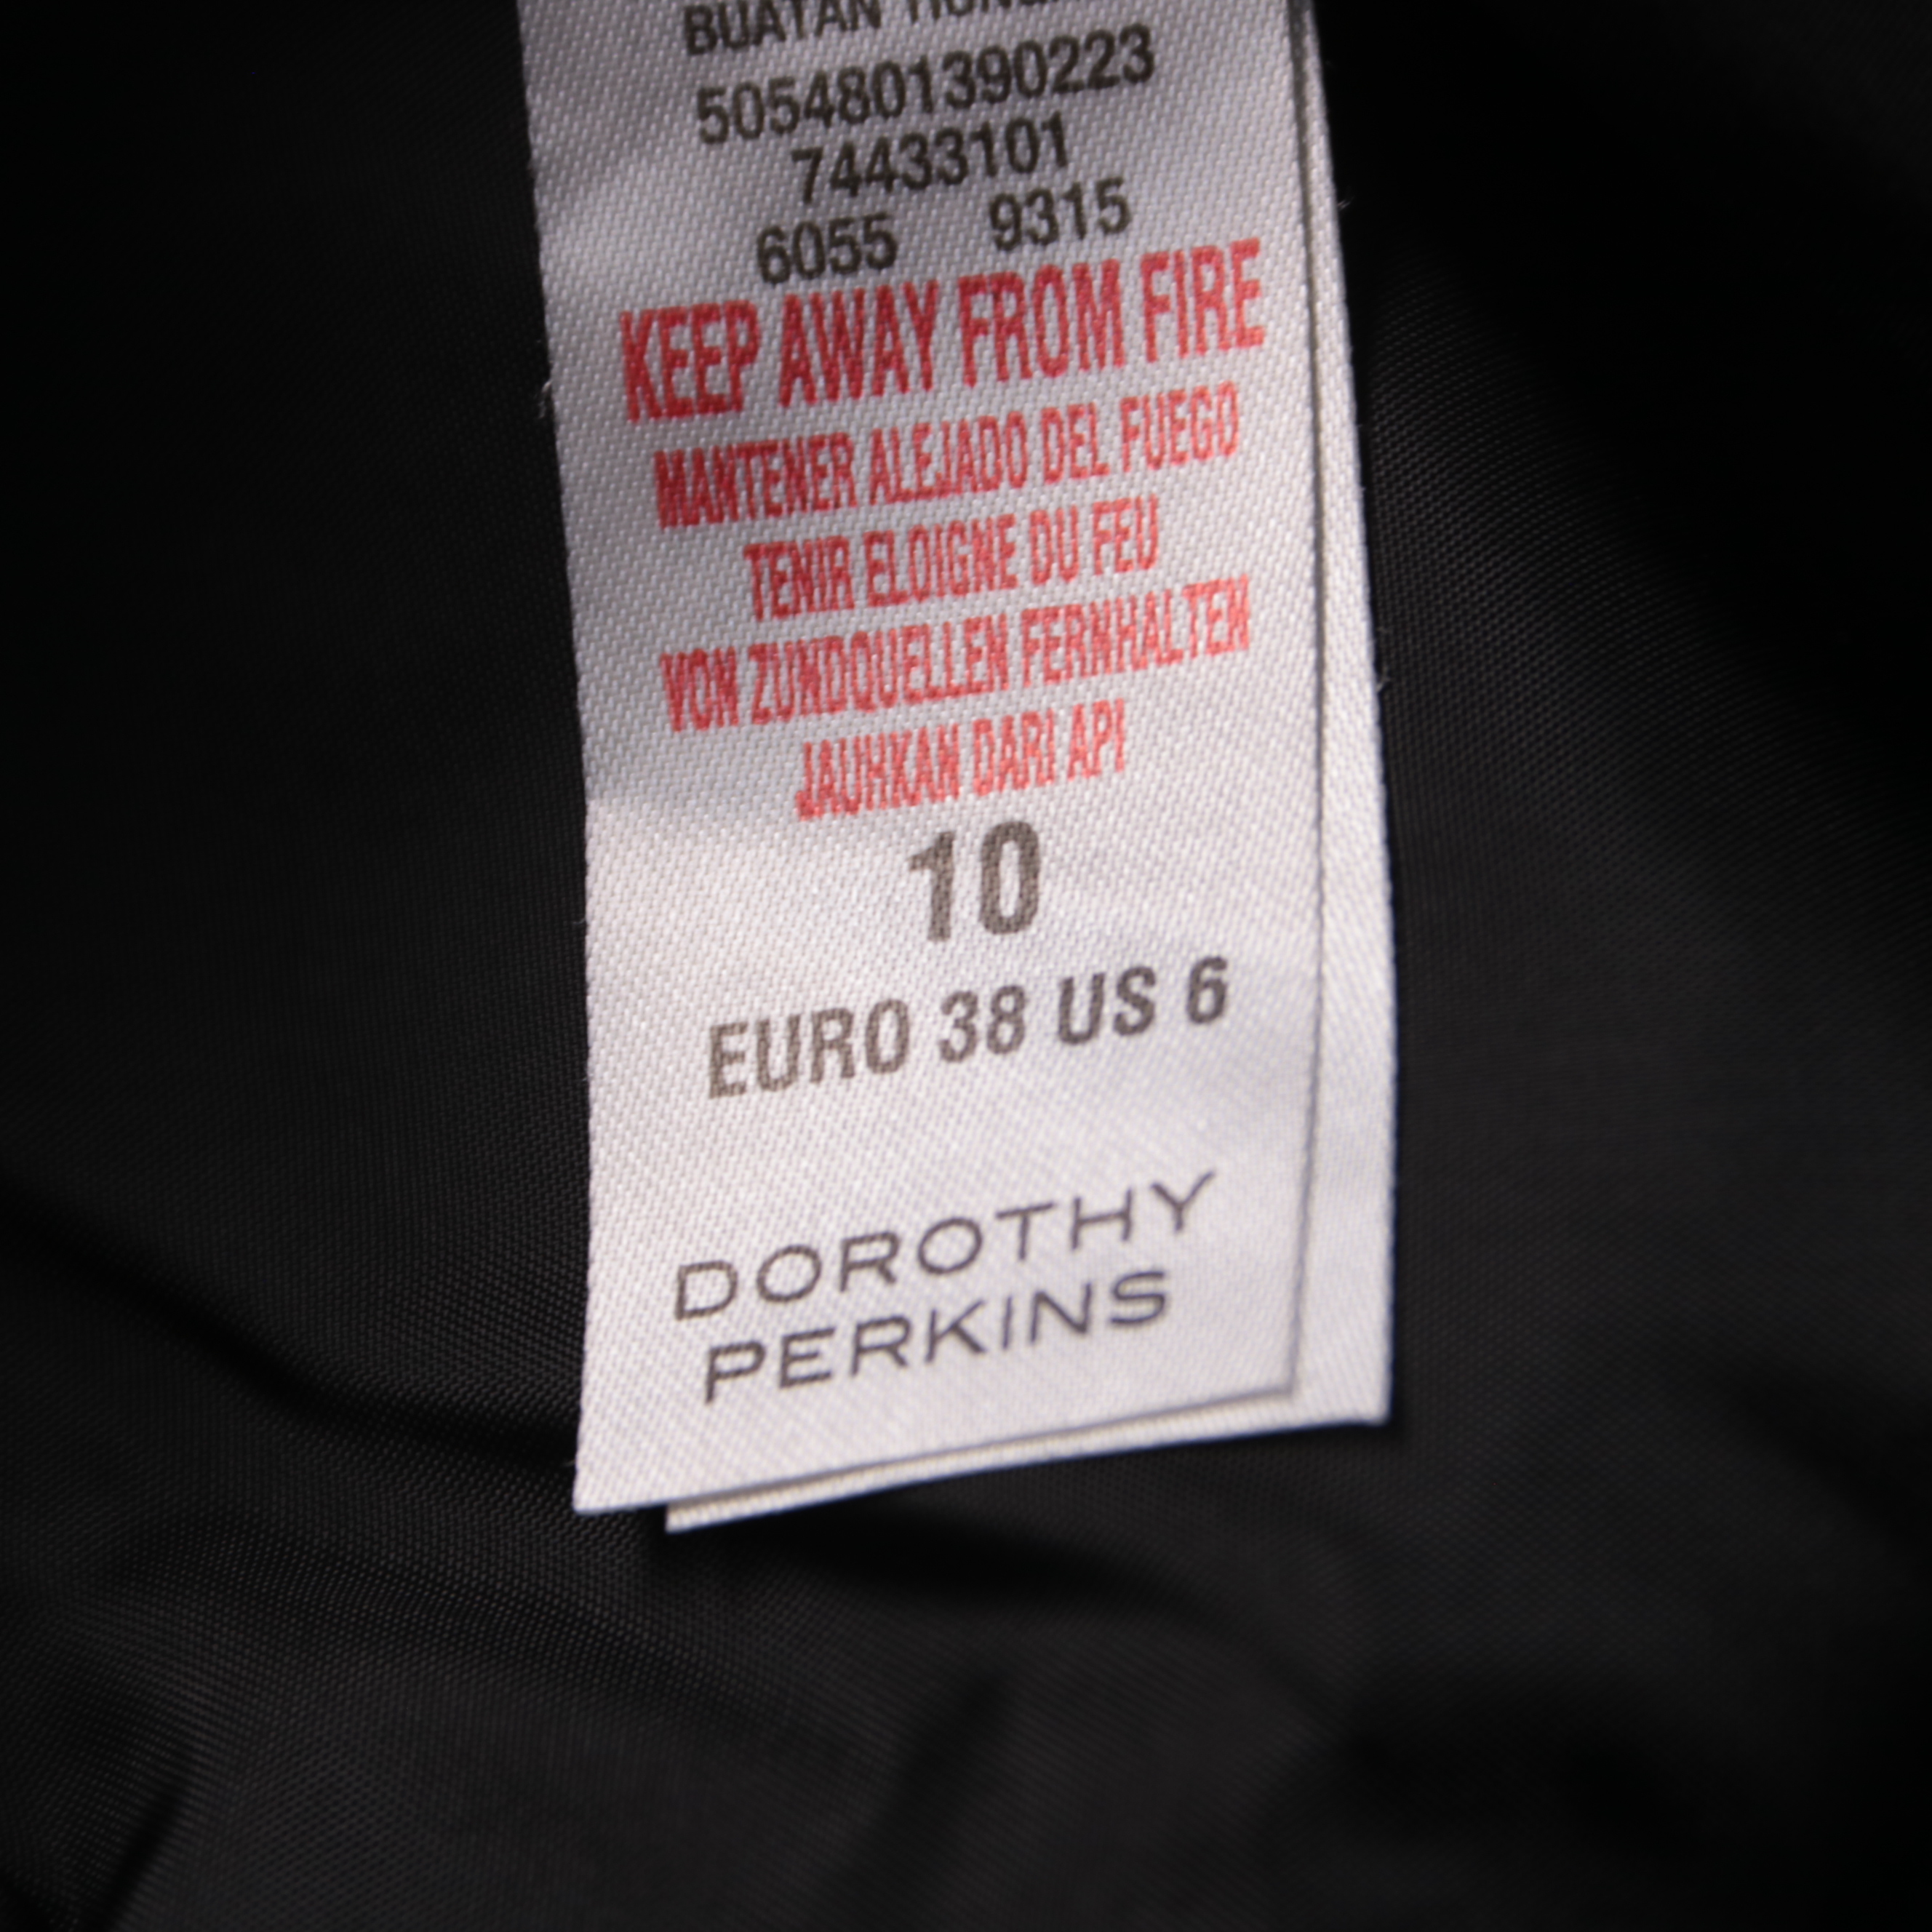 BUATAN
5054801390223
74433101
6055 9315
KEEP AWAY FROM FIRE
MANTENER ALEJADO DEL FUEGO
TENIR ELOIGNE DU FEU
VON ZUNDQUELLEN FERNHALTEN
JAUHKAN DARI API
10
EURO 38 US 6
DOROTHY
PERKINS